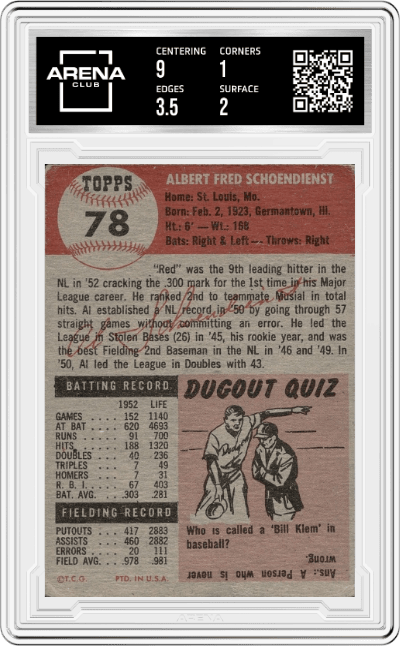 CENTERING CORNERS
9 1
EDGES SURFACE
3.5 2
ARENA
CLUB
TOPPS
78
ALBERT FRED SCHOENDIENST
Home: St. Louis, Mo.
Born: Feb. 2, 1923, Germantown, Ill.
Ht.: 6' — Wt.: 168
Bats: Right & Left — Throws: Right
"Red" was the 9th leading hitter in the
NL in '52 cracking the .300 mark for the 1st time in his Major
League career. He ranked 2nd to teammate Musial in total
hits. Al established a NL record in '50 by going through 57
straight games without committing an error. He led the
League in Stolen Bases (26) in '45, his rookie year, and was
the best Fielding 2nd Baseman in the NL in '46 and '49. In
'50, Al led the League in Doubles with 43.
BATTING RECORD
1952 LIFE
GAMES 152 1140
AT BAT 620 4693
RUNS 91 700
HITS 188 1320
DOUBLES 40 236
TRIPLES 7 49
HOMERS 7 31
R.B.I. 67 403
BAT. AVG. .303 .281
FIELDING RECORD
PUTOUTS 417 2883
ASSISTS 460 2882
ERRORS 20 111
FIELD. AVG. .978 .981
©T.C.G PTD. IN U.S.A.
DUGOUT QUIZ
Who is called a 'Bill Klem' in
baseball?
Ans.: A Person who is never
wrong.
ARENA